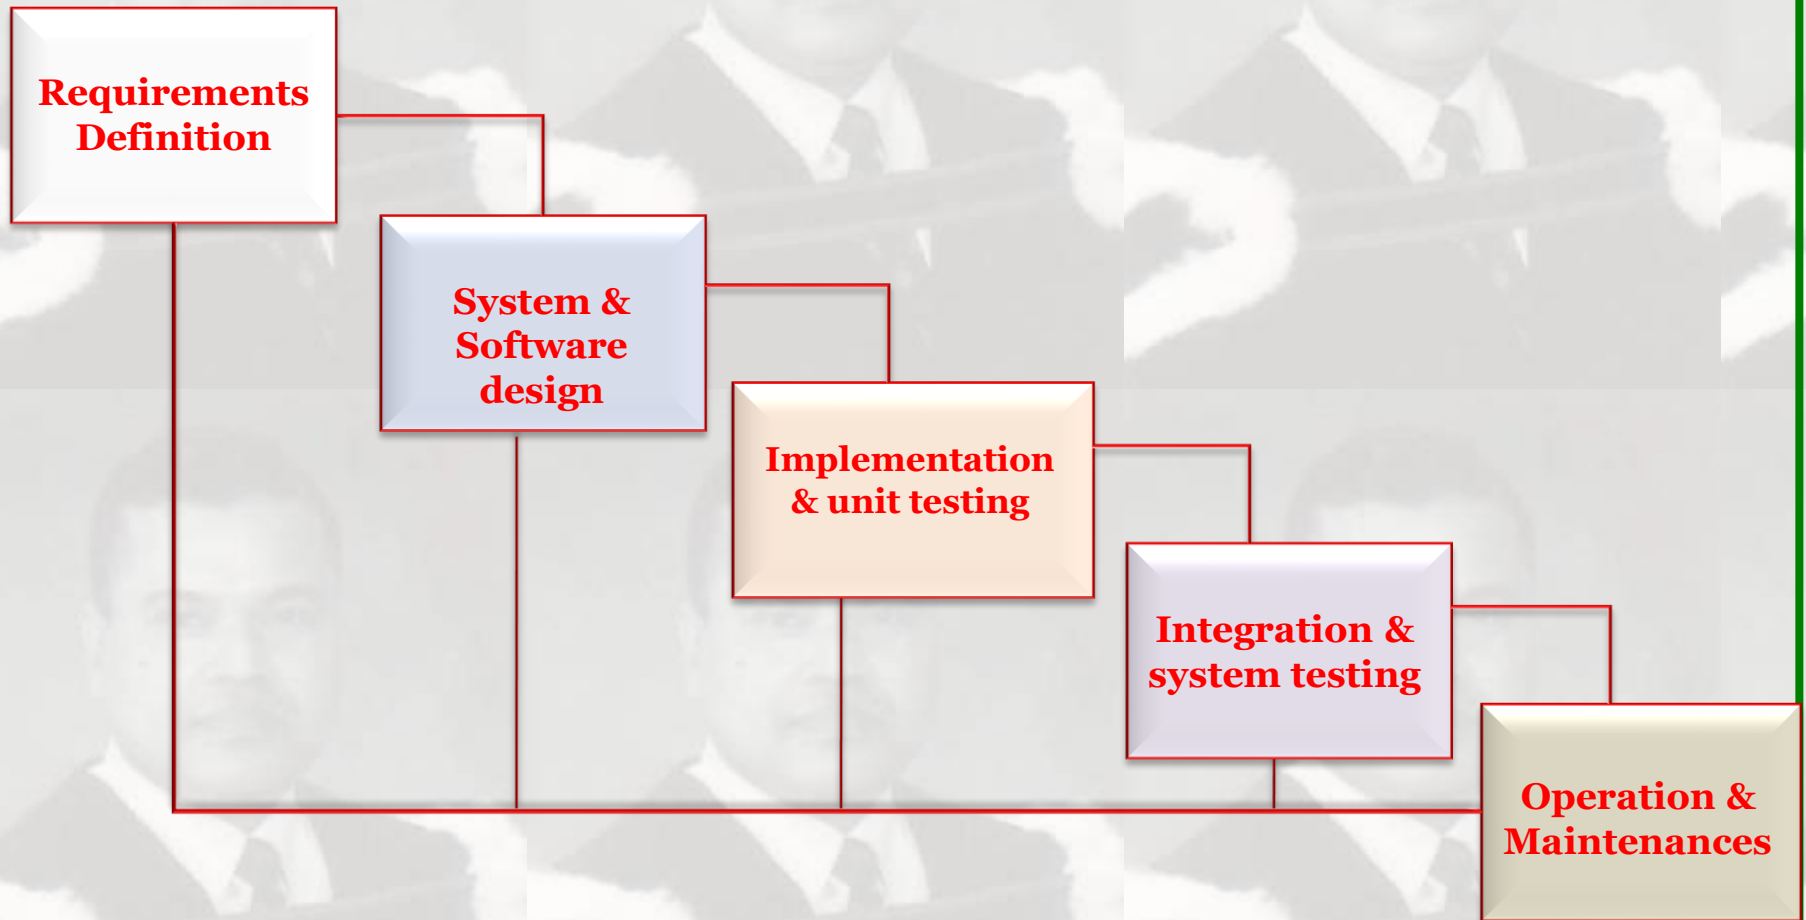 Requirements
Definition
System &
Software
design
Implementation
& unit testing
Integration &
system testing
Operation &
Maintenances